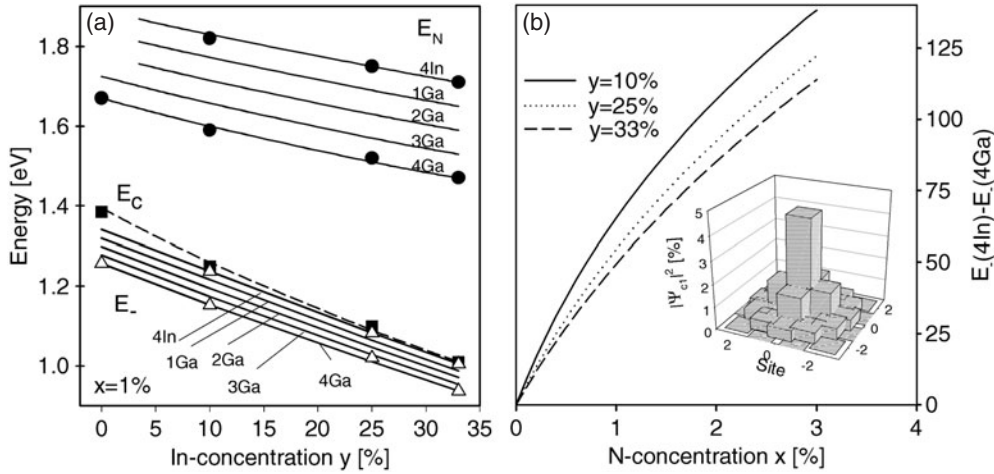 (a)
E_N
4In
1Ga
2Ga
3Ga
4Ga
E_C
E_-
4In
1Ga
2Ga
3Ga
4Ga
x=1%
1.8
1.6
1.4
1.2
1.0
Energy [eV]
0 5 10 15 20 25 30 35
In-concentration y [%]
(b)
y=10%
y=25%
y=33%
|Ψ_c1|² [%]
5
4
3
2
1
0
2
0
-2
Site
-2
0
2
125
100
75
50
25
0
E_-(4In)-E_-(4Ga)
0 1 2 3 4
N-concentration x [%]